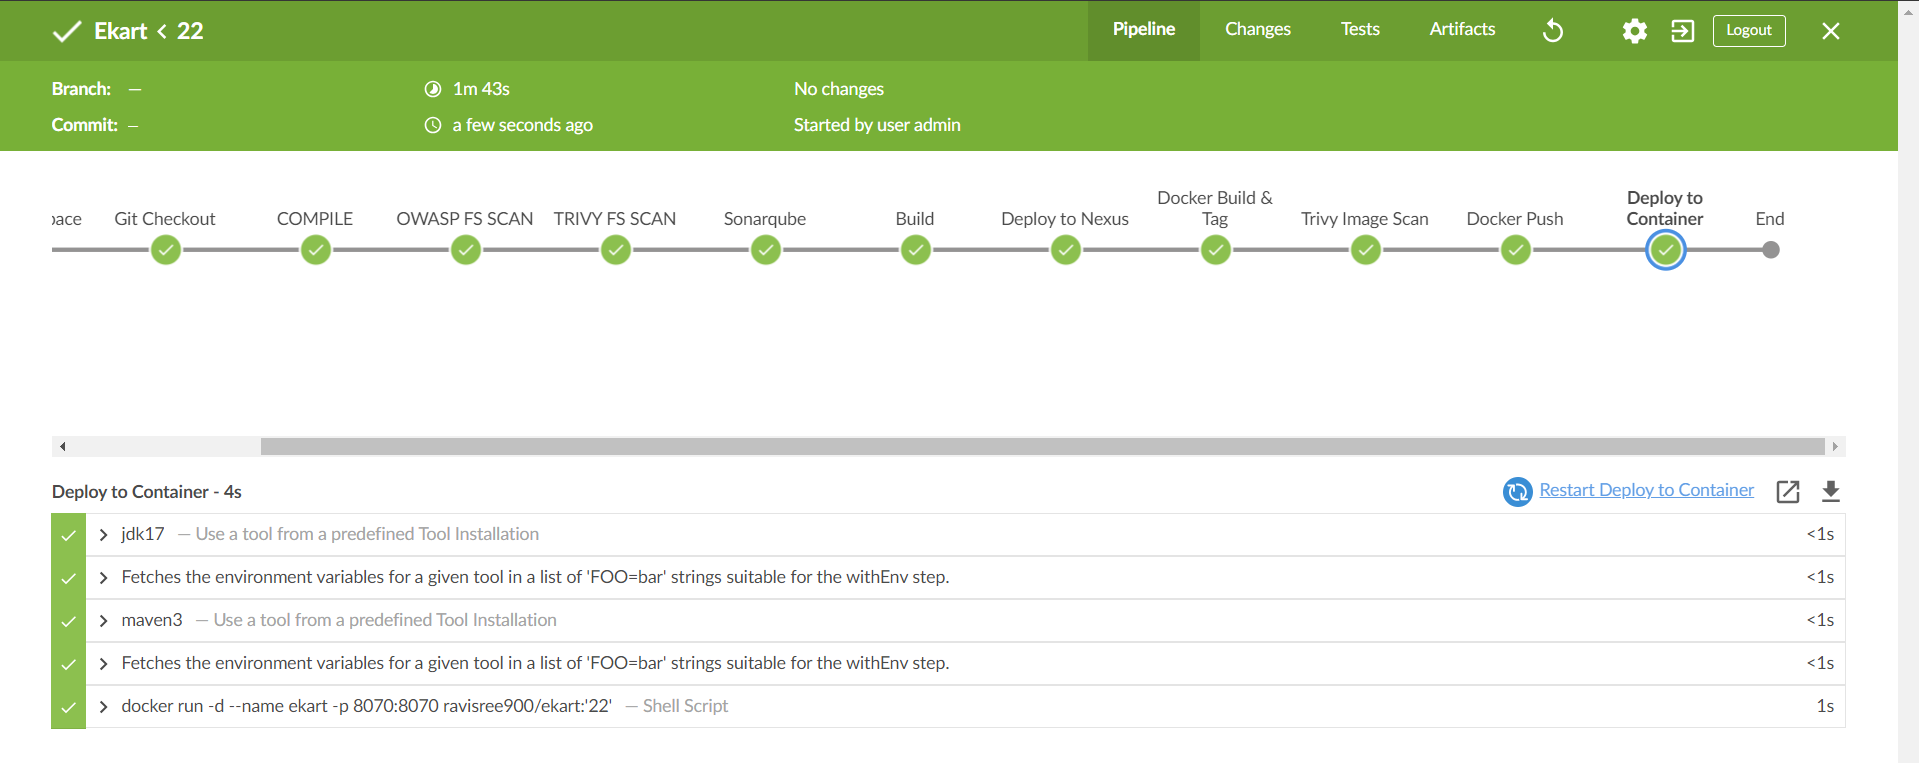 Ekart < 22
Pipeline
Changes
Tests
Artifacts
Logout
Branch: —
1m 43s
No changes
Commit: —
a few seconds ago
Started by user admin
Git Checkout
COMPILE
OWASP FS SCAN
TRIVY FS SCAN
Sonarqube
Build
Deploy to Nexus
Docker Build &
Tag
Trivy Image Scan
Docker Push
Deploy to
Container
End
Deploy to Container - 4s
Restart Deploy to Container
jdk17 — Use a tool from a predefined Tool Installation <1s
Fetches the environment variables for a given tool in a list of 'FOO=bar' strings suitable for the withEnv step. <1s
maven3 — Use a tool from a predefined Tool Installation <1s
Fetches the environment variables for a given tool in a list of 'FOO=bar' strings suitable for the withEnv step. <1s
docker run -d --name ekart -p 8070:8070 ravisree900/ekart:'22' — Shell Script 1s